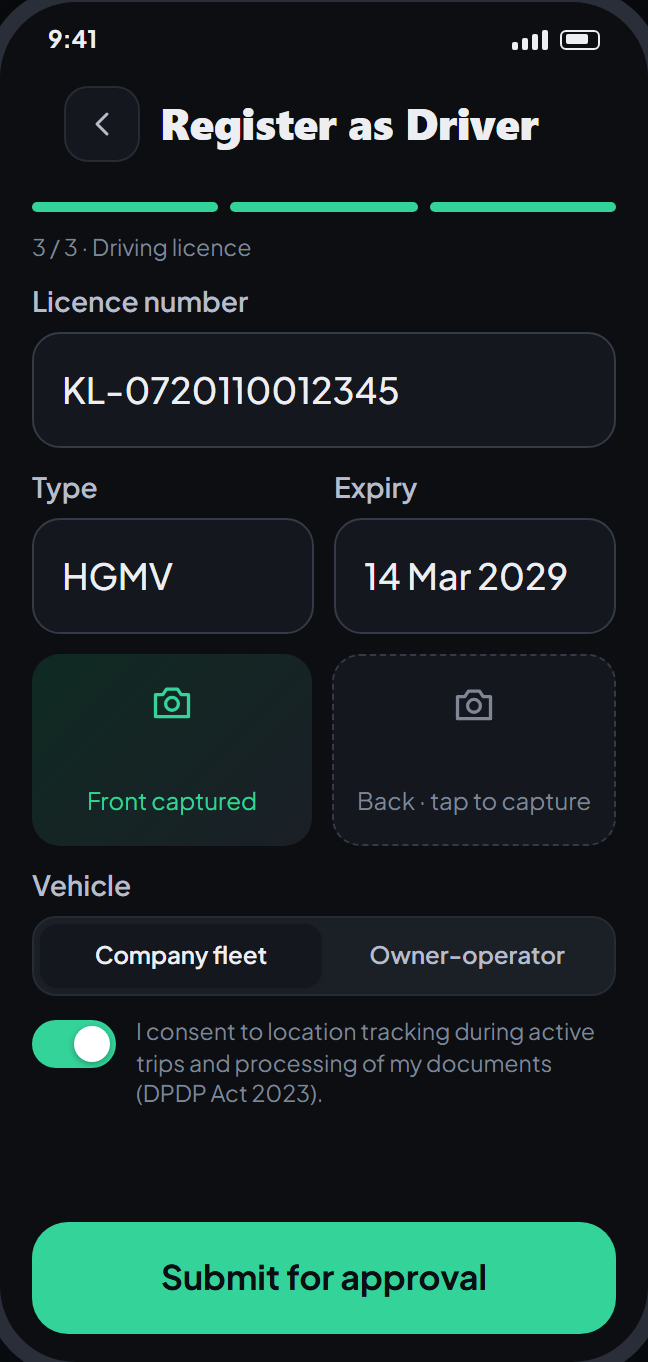 9:41
Register as Driver
3 / 3 · Driving licence
Licence number
KL-0720110012345
Type
Expiry
HGMV
14 Mar 2029
Front captured
Back · tap to capture
Vehicle
Company fleet
Owner-operator
I consent to location tracking during active
trips and processing of my documents
(DPDP Act 2023).
Submit for approval